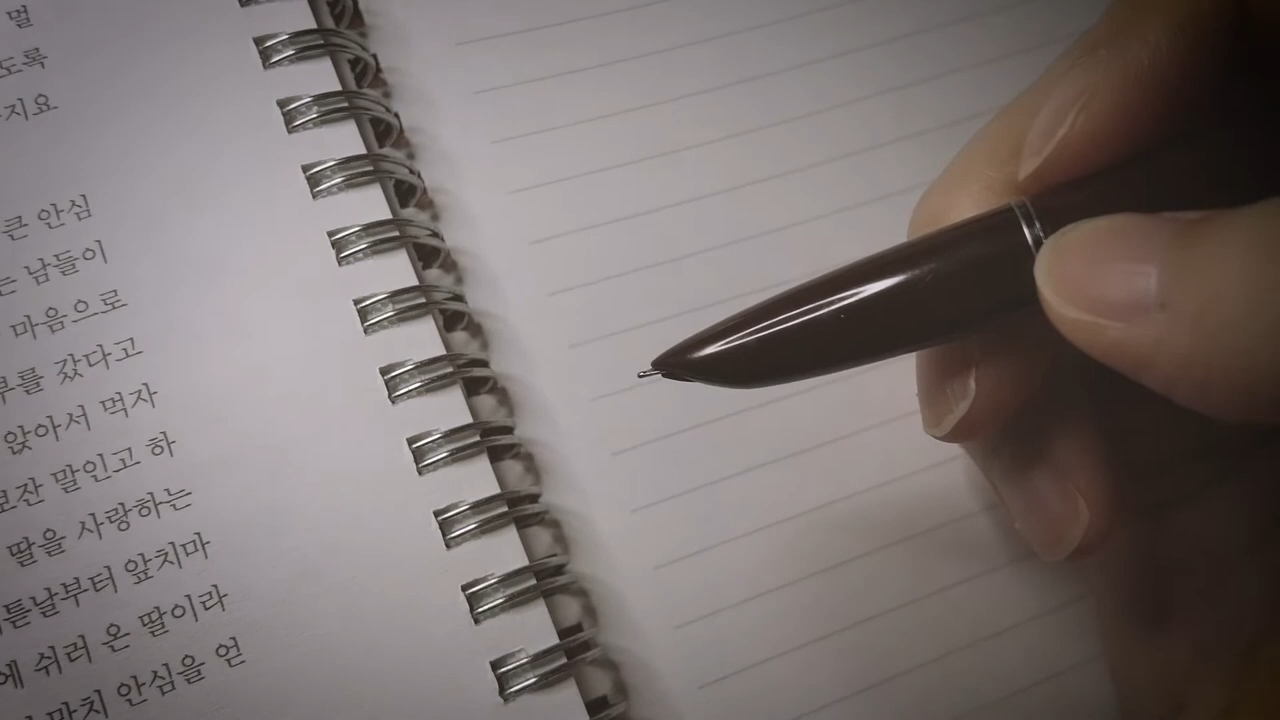 멀
도록
지요
큰 안심
는 남들이
마음으로
부를 갔다고
앉아서 먹자
보잔 말인고 하
딸을 사랑하는
이튿날부터 앞치마
에 쉬러 온 딸이라
마치 안심을 얻